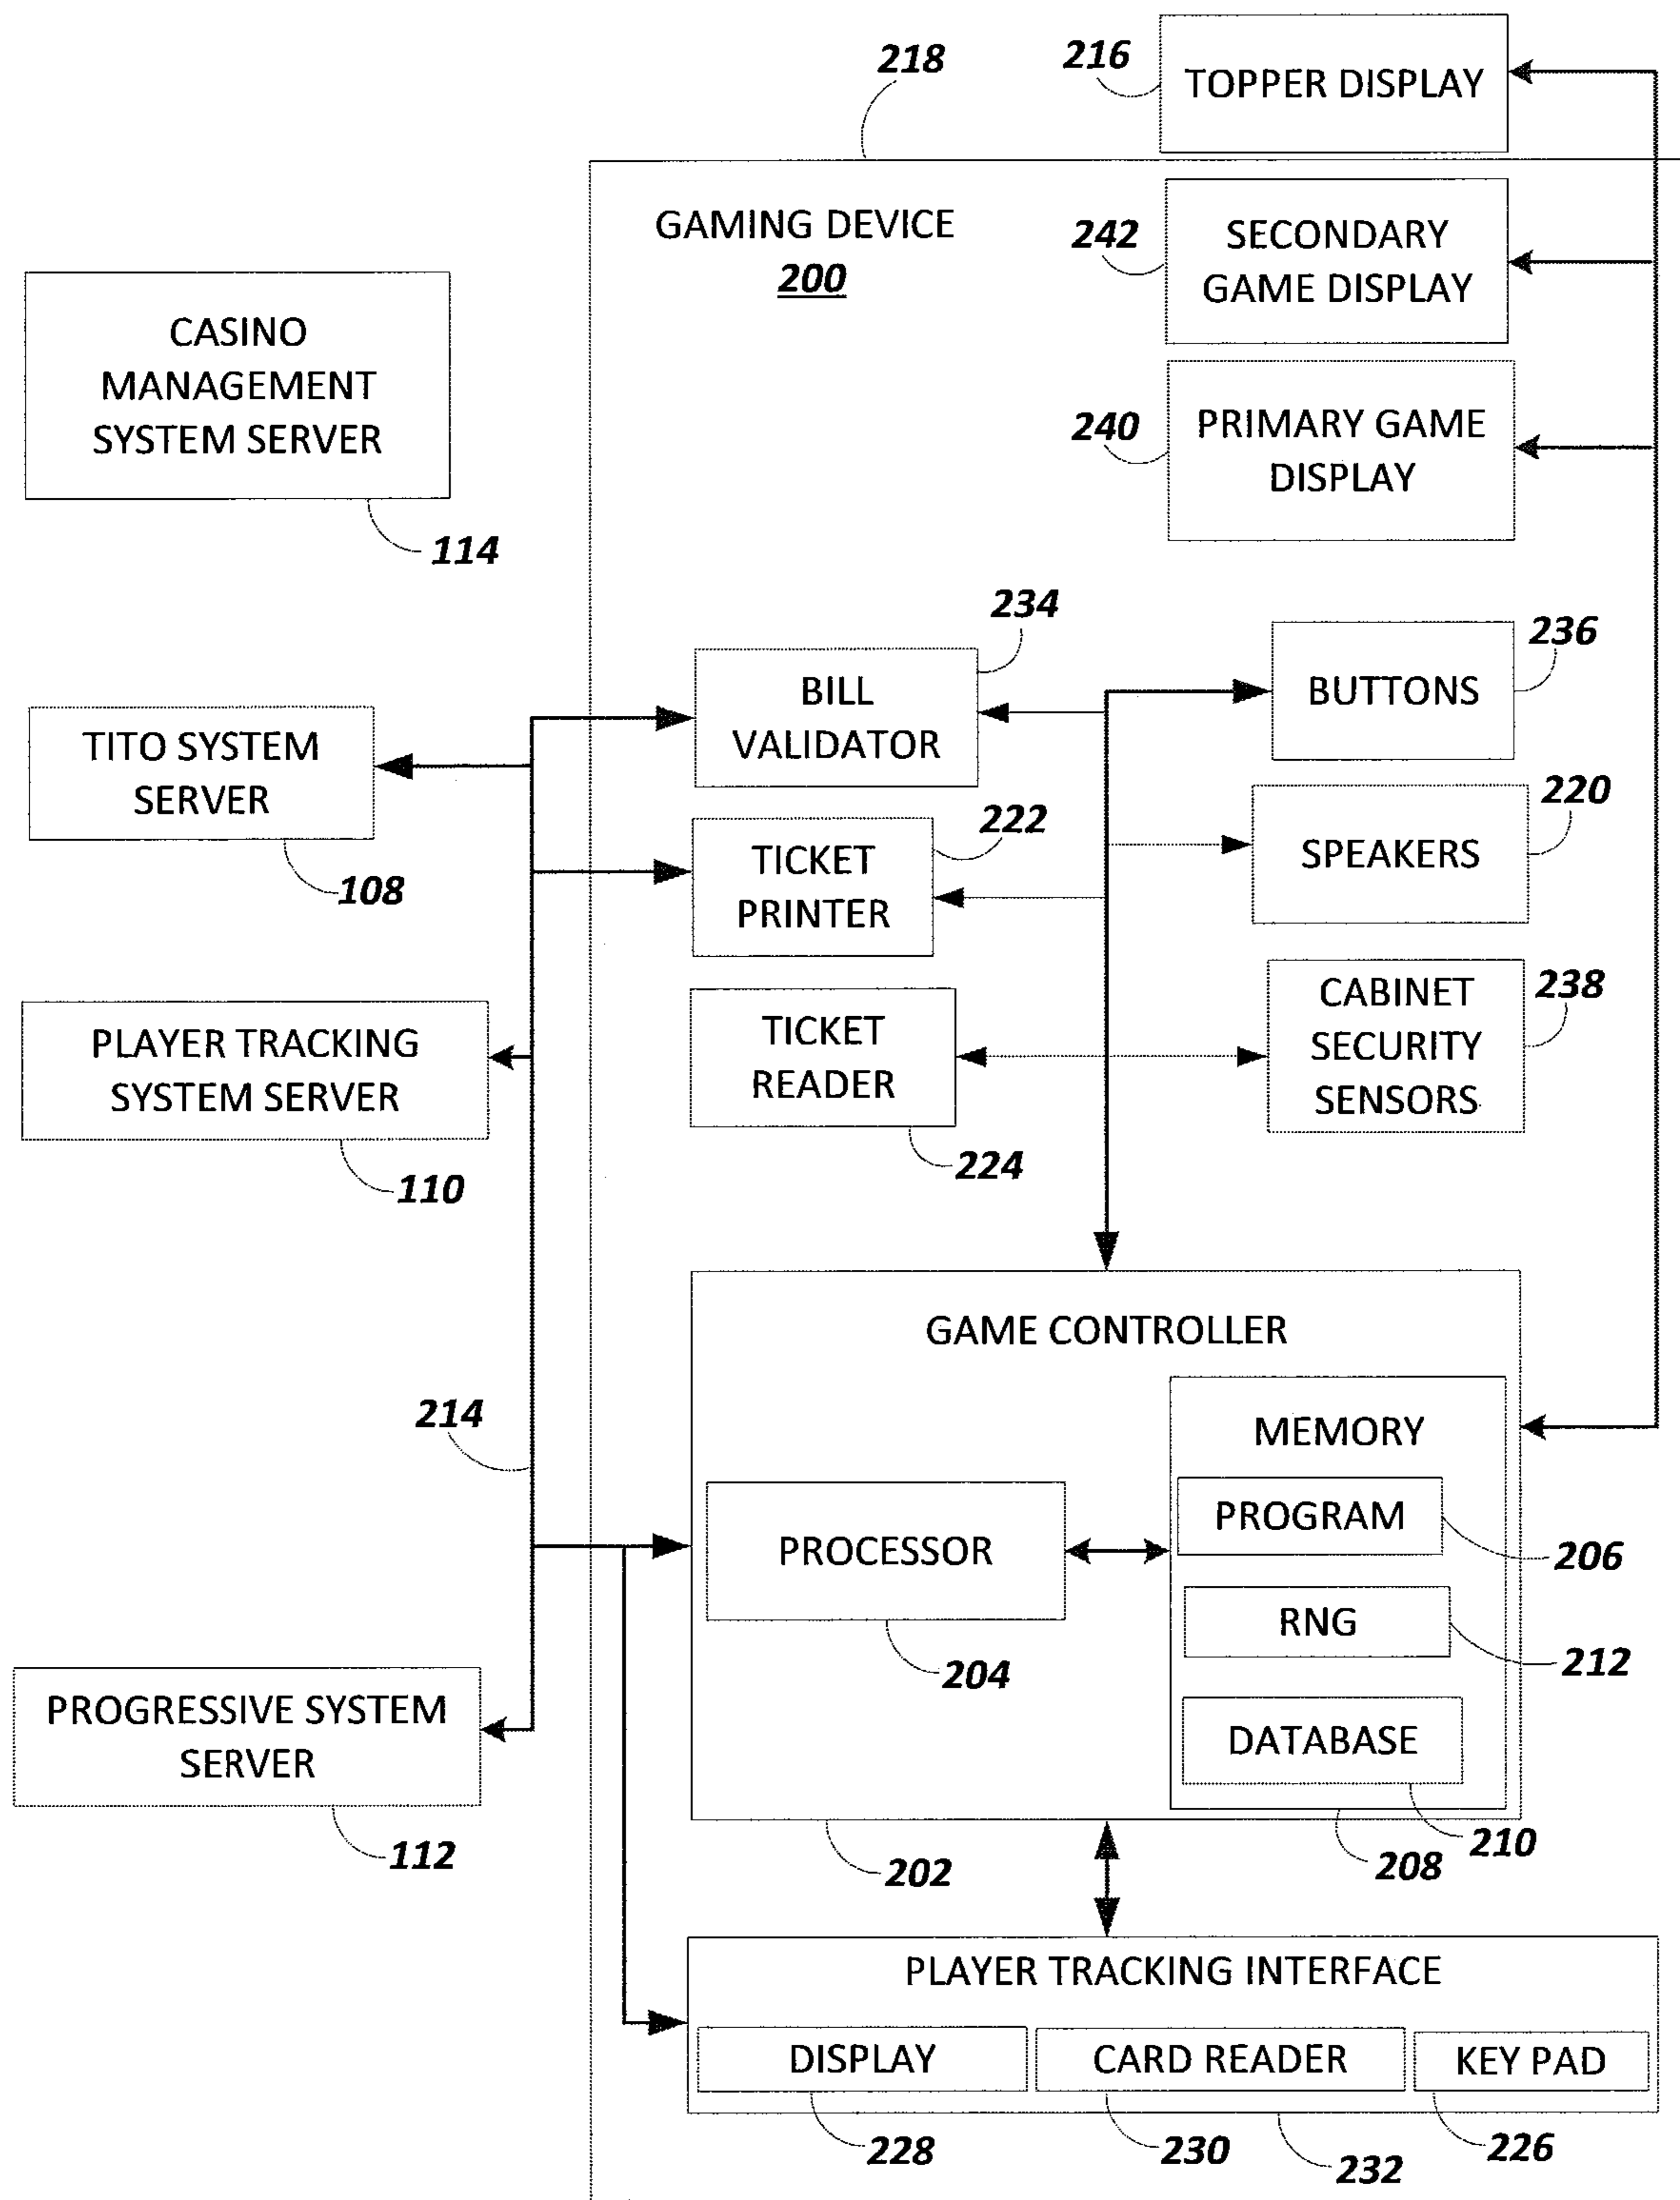 218
216
TOPPER DISPLAY
GAMING DEVICE
200
242
SECONDARY
GAME DISPLAY
CASINO
MANAGEMENT
SYSTEM SERVER
114
240
PRIMARY GAME
DISPLAY
234
236
BILL
VALIDATOR
BUTTONS
TITO SYSTEM
SERVER
108
222
TICKET
PRINTER
220
SPEAKERS
PLAYER TRACKING
SYSTEM SERVER
110
TICKET
READER
224
CABINET
SECURITY
SENSORS
238
GAME CONTROLLER
214
MEMORY
PROCESSOR
204
PROGRAM
206
RNG
212
DATABASE
210
208
202
PROGRESSIVE SYSTEM
SERVER
112
PLAYER TRACKING INTERFACE
DISPLAY
CARD READER
KEY PAD
228
230
232
226